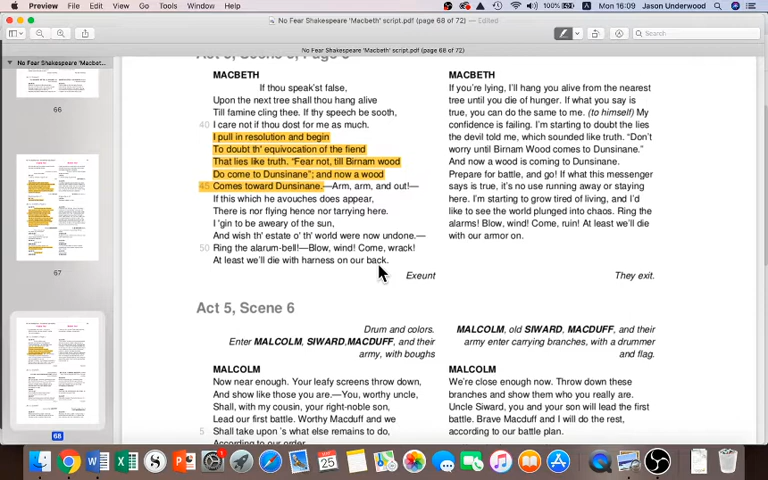 Preview File Edit View Go Tools Window Help 100% Mon 16:09 Jason Underwood
No Fear Shakespeare 'Macbeth' script.pdf (page 68 of 72) — Edited
Search
No Fear Shakespeare 'Macbeth' script.pdf (page 68 of 72)
No Fear Shakespeare 'Macbet...
66
67
68
MACBETH
If thou speak'st false,
Upon the next tree shall thou hang alive
Till famine cling thee. If thy speech be sooth,
40 I care not if thou dost for me as much.
I pull in resolution and begin
To doubt th' equivocation of the fiend
That lies like truth. "Fear not, till Birnam wood
Do come to Dunsinane"; and now a wood
45 Comes toward Dunsinane.—Arm, arm, and out!—
If this which he avouches does appear,
There is nor flying hence nor tarrying here.
I 'gin to be aweary of the sun,
And wish th' estate o' th' world were now undone.—
50 Ring the alarum-bell!—Blow, wind! Come, wrack!
At least we'll die with harness on our back.
Exeunt
MACBETH
If you're lying, I'll hang you alive from the nearest
tree until you die of hunger. If what you say is
true, you can do the same to me. (to himself) My
confidence is failing. I'm starting to doubt the lies
the devil told me, which sounded like truth. "Don't
worry until Birnam Wood comes to Dunsinane."
And now a wood is coming to Dunsinane.
Prepare for battle, and go! If what this messenger
says is true, it's no use running away or staying
here. I'm starting to grow tired of living, and I'd
like to see the world plunged into chaos. Ring the
alarms! Blow, wind! Come, ruin! At least we'll die
with our armor on.
They exit.
Act 5, Scene 6
Drum and colors.
Enter MALCOLM, SIWARD,MACDUFF, and their
army, with boughs
MALCOLM
Now near enough. Your leafy screens throw down,
And show like those you are.—You, worthy uncle,
Shall, with my cousin, your right-noble son,
Lead our first battle. Worthy Macduff and we
5 Shall take upon 's what else remains to do,
According to our order.
MALCOLM, old SIWARD, MACDUFF, and their
army enter carrying branches, with a drummer
and flag.
MALCOLM
We're close enough now. Throw down these
branches and show them who you really are.
Uncle Siward, you and your son will lead the first
battle. Brave Macduff and I will do the rest,
according to our battle plan.